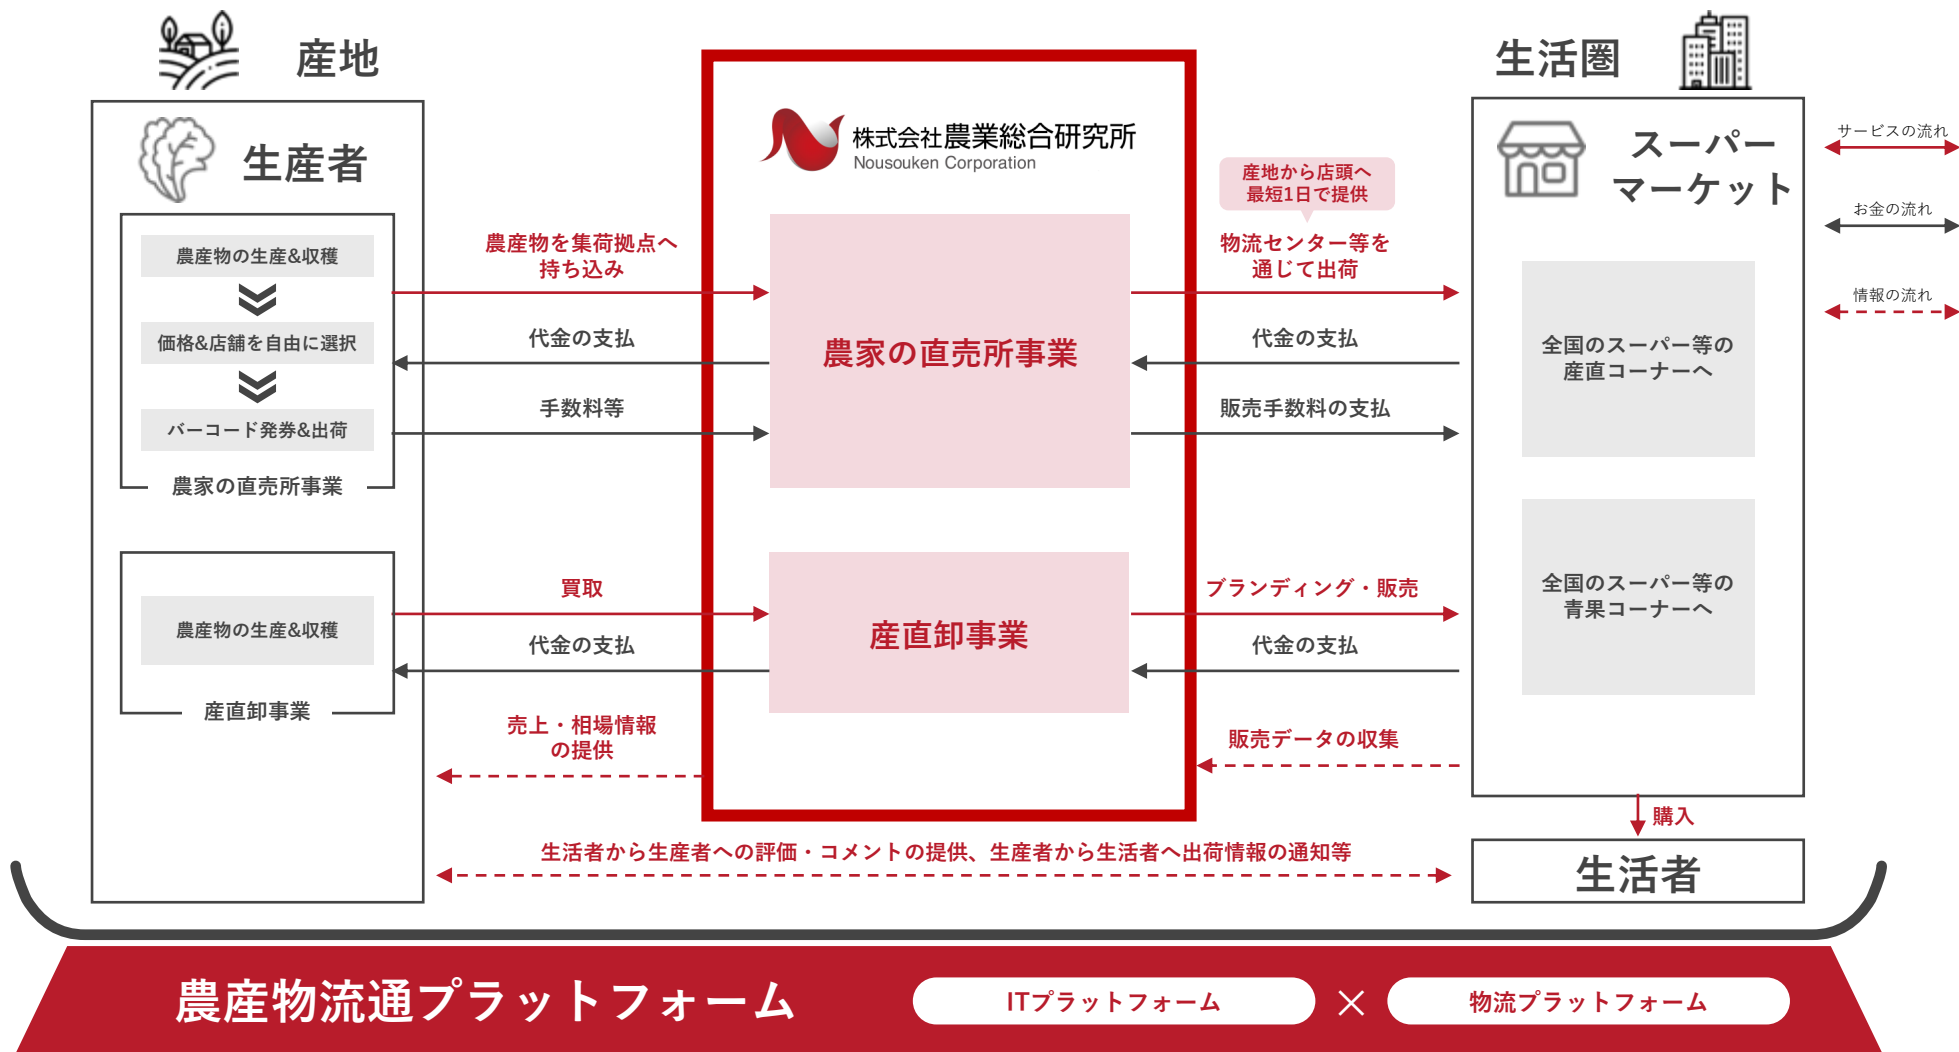 産地
生産者
農産物の生産&収穫
価格&店舗を自由に選択
バーコード発券&出荷
農家の直売所事業
農産物の生産&収穫
産直卸事業
農産物を集荷拠点へ
持ち込み
代金の支払
手数料等
買取
代金の支払
売上・相場情報
の提供
株式会社農業総合研究所
Nousouken Corporation
農家の直売所事業
産直卸事業
産地から店頭へ
最短1日で提供
物流センター等を
通じて出荷
代金の支払
販売手数料の支払
ブランディング・販売
代金の支払
販売データの収集
生活圏
スーパー
マーケット
全国のスーパー等の
産直コーナーへ
全国のスーパー等の
青果コーナーへ
購入
生活者
生活者から生産者への評価・コメントの提供、生産者から生活者へ出荷情報の通知等
サービスの流れ
お金の流れ
情報の流れ
農産物流通プラットフォーム
ITプラットフォーム
×
物流プラットフォーム